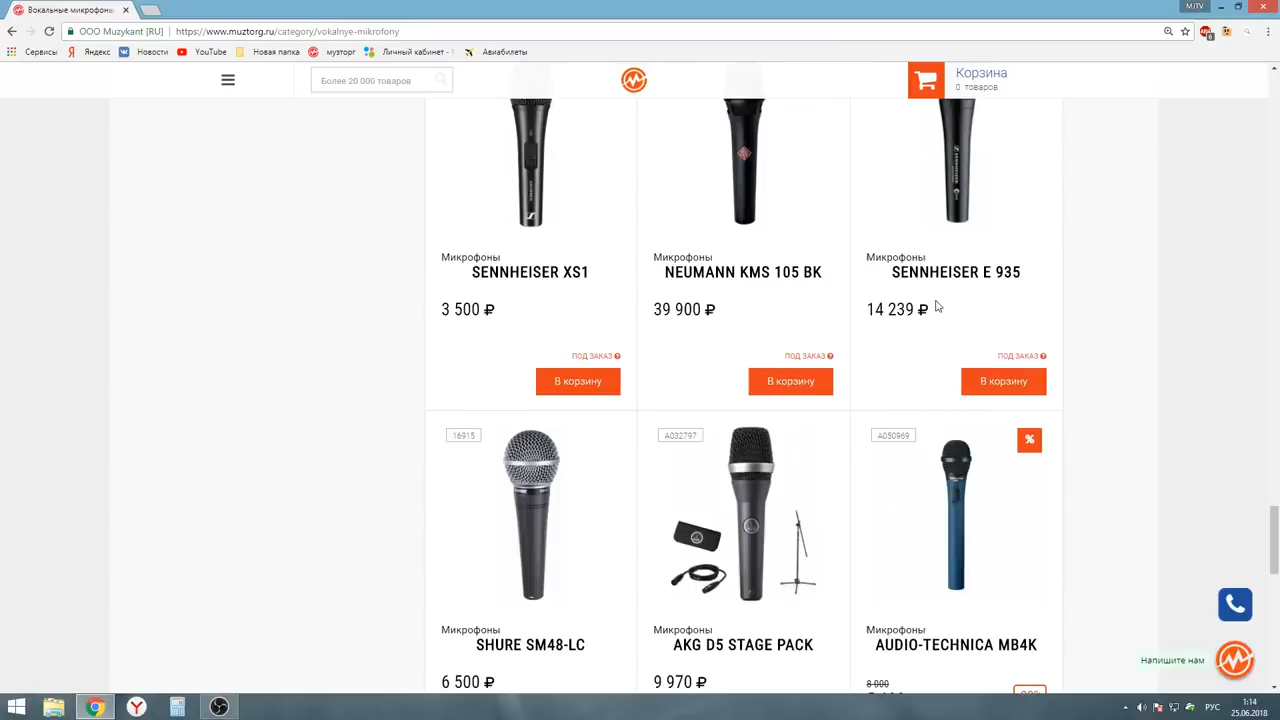 Вокальные микрофоны
MJTV
ООО Muzykant [RU]
https://www.muztorg.ru/category/vokalnye-mikrofony
Сервисы
Яндекс
Новости
YouTube
Новая папка
музторг
Личный кабинет -
Авиабилеты
Более 20 000 товаров
Корзина
0 товаров
Микрофоны
SENNHEISER XS1
3 500 ₽
ПОД ЗАКАЗ
В корзину
Микрофоны
NEUMANN KMS 105 BK
39 900 ₽
ПОД ЗАКАЗ
В корзину
Микрофоны
SENNHEISER E 935
14 239 ₽
ПОД ЗАКАЗ
В корзину
16915
Микрофоны
SHURE SM48-LC
6 500 ₽
A032797
Микрофоны
AKG D5 STAGE PACK
9 970 ₽
A050969
%
Микрофоны
AUDIO-TECHNICA MB4K
8 000
Напишите нам
РУС
1:14
25.06.2018